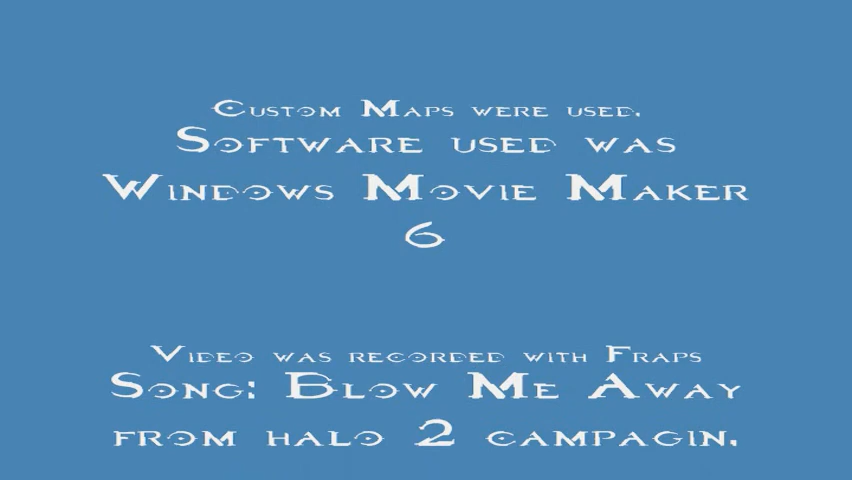 Custom Maps were used.
Software used was
Windows Movie Maker
6
Video was recorded with Fraps
Song: Blow Me Away
from halo 2 campagin.